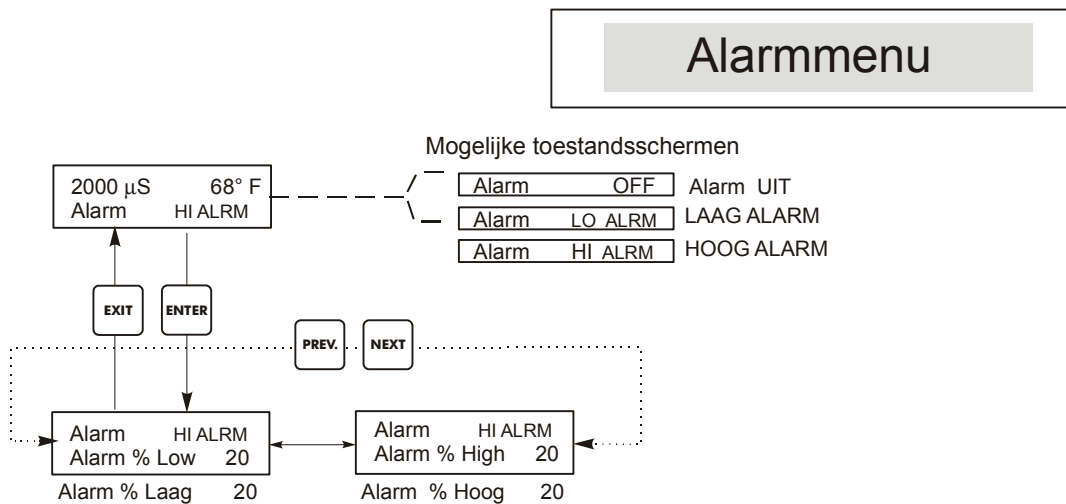 Alarmmenu
Mogelijke toestandsschermen
2000 µS 68° F
Alarm HI ALRM
Alarm OFF Alarm UIT
Alarm LO ALRM LAAG ALARM
Alarm HI ALRM HOOG ALARM
EXIT ENTER
PREV. NEXT
Alarm HI ALRM
Alarm % Low 20
Alarm % Laag 20
Alarm HI ALRM
Alarm % High 20
Alarm % Hoog 20